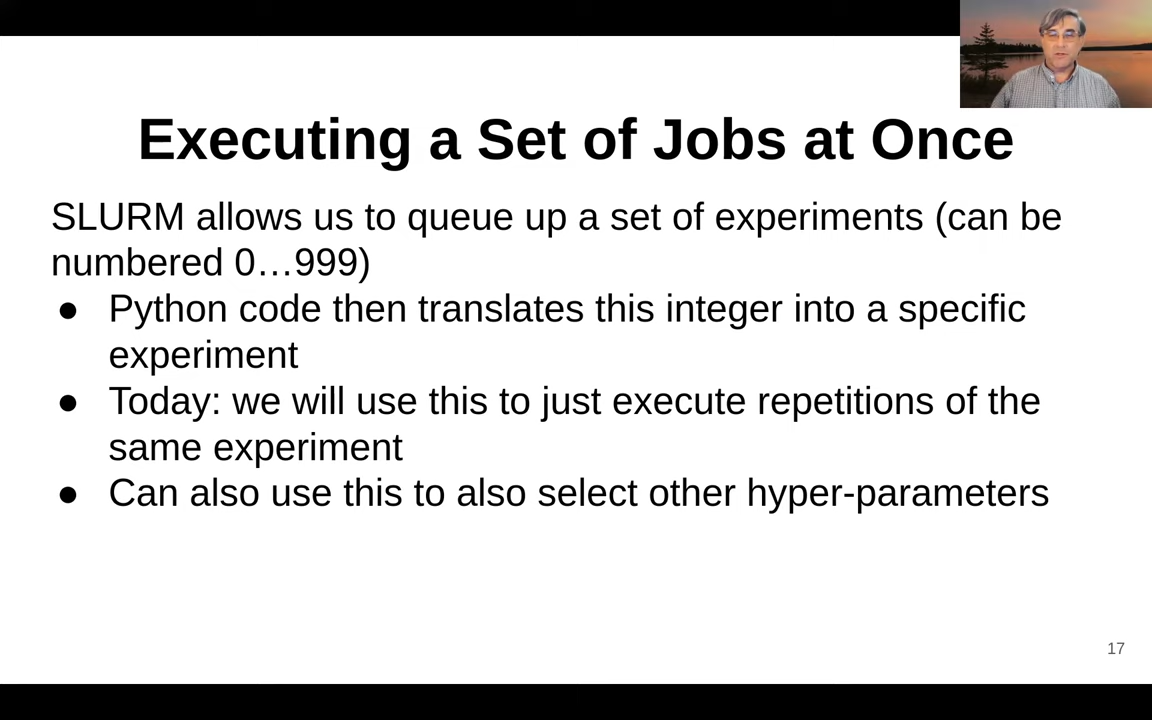 Executing a Set of Jobs at Once
SLURM allows us to queue up a set of experiments (can be
numbered 0…999)
● Python code then translates this integer into a specific
experiment
● Today: we will use this to just execute repetitions of the
same experiment
● Can also use this to also select other hyper-parameters
17